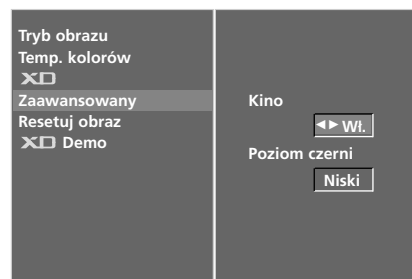 Tryb obrazu
Temp. kolorów
XD
Zaawansowany
Resetuj obraz
XD Demo
Kino
◄► Wł.
Poziom czerni
Niski